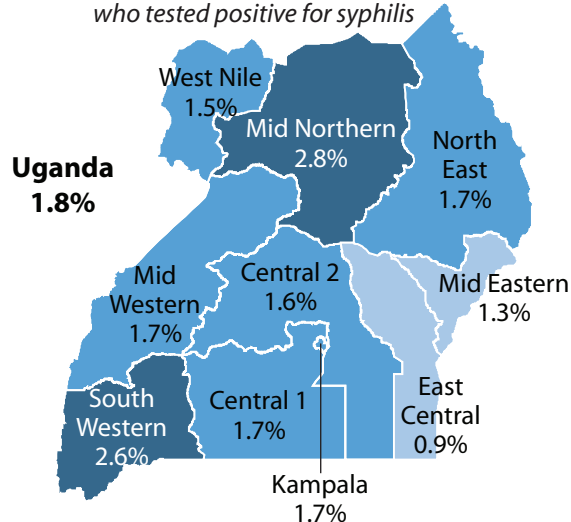 who tested positive for syphilis
West Nile
1.5%
Mid Northern
2.8%
North
East
1.7%
Uganda
1.8%
Mid
Western
1.7%
Central 2
1.6%
Mid Eastern
1.3%
South
Western
2.6%
Central 1
1.7%
East
Central
0.9%
Kampala
1.7%